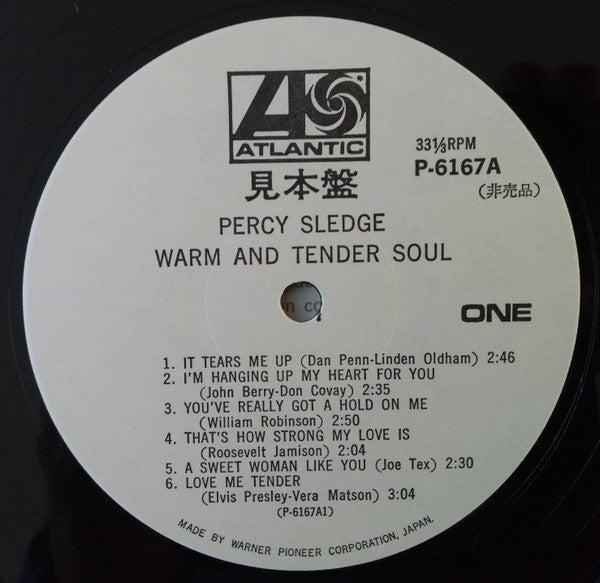 ATLANTIC
33⅓RPM
P-6167A
見本盤
(非売品)
PERCY SLEDGE
WARM AND TENDER SOUL
ONE
1. IT TEARS ME UP (Dan Penn-Linden Oldham) 2:46
2. I'M HANGING UP MY HEART FOR YOU
(John Berry-Don Covay) 2:35
3. YOU'VE REALLY GOT A HOLD ON ME
(William Robinson) 2:50
4. THAT'S HOW STRONG MY LOVE IS
(Roosevelt Jamison) 2:04
5. A SWEET WOMAN LIKE YOU (Joe Tex) 2:30
6. LOVE ME TENDER
(Elvis Presley-Vera Matson) 3:04
(P-6167A1)
MADE BY WARNER PIONEER CORPORATION, JAPAN.